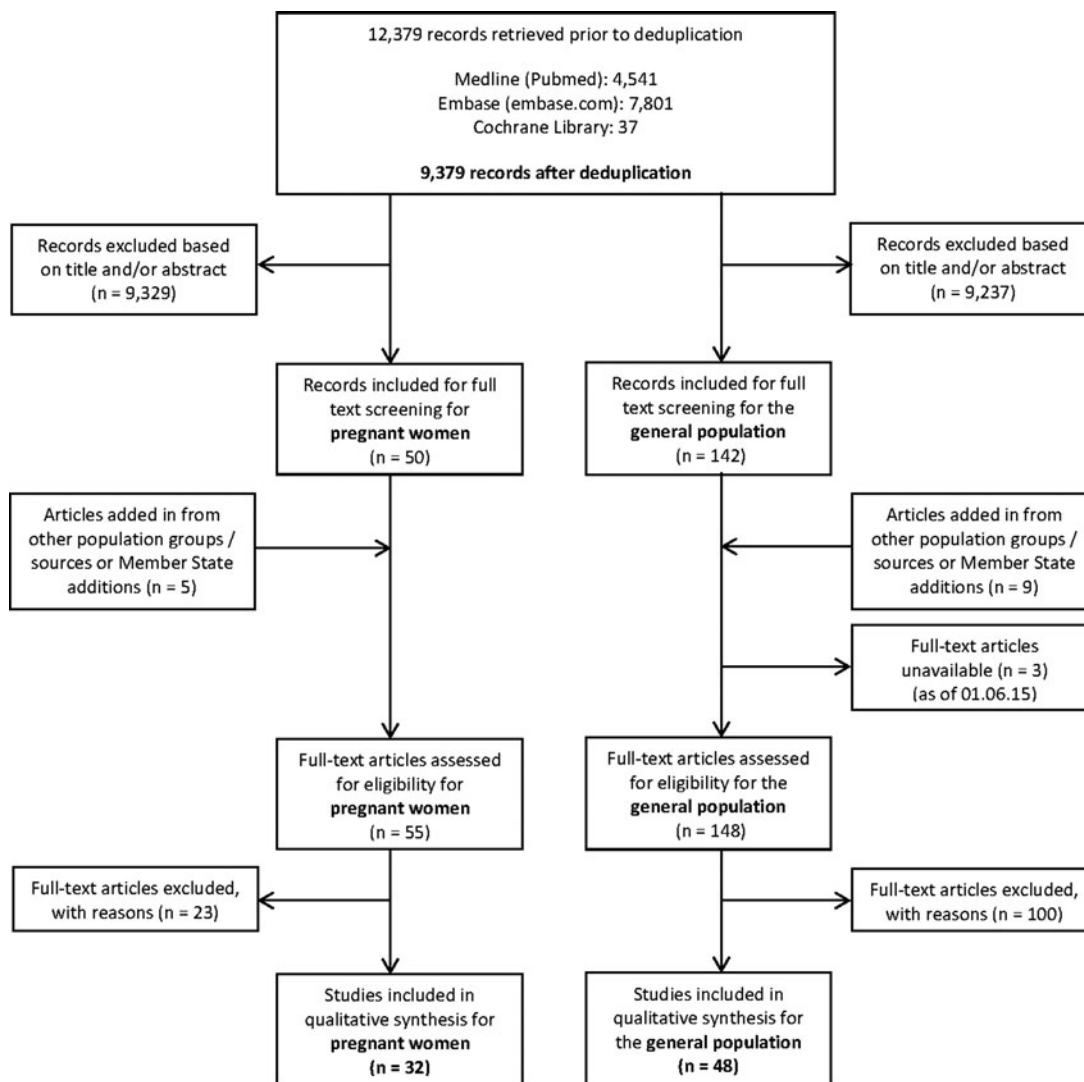 12,379 records retrieved prior to deduplication
Medline (Pubmed): 4,541
Embase (embase.com): 7,801
Cochrane Library: 37
9,379 records after deduplication
Records excluded based
on title and/or abstract
(n = 9,329)
Records excluded based
on title and/or abstract
(n = 9,237)
Records included for full
text screening for
pregnant women
(n = 50)
Records included for full
text screening for the
general population
(n = 142)
Articles added in from
other population groups /
sources or Member State
additions (n = 5)
Articles added in from
other population groups /
sources or Member State
additions (n = 9)
Full-text articles
unavailable (n = 3)
(as of 01.06.15)
Full-text articles assessed
for eligibility for
pregnant women
(n = 55)
Full-text articles assessed
for eligibility for the
general population
(n = 148)
Full-text articles excluded,
with reasons (n = 23)
Full-text articles excluded,
with reasons (n = 100)
Studies included in
qualitative synthesis for
pregnant women
(n = 32)
Studies included in
qualitative synthesis for
the general population
(n = 48)